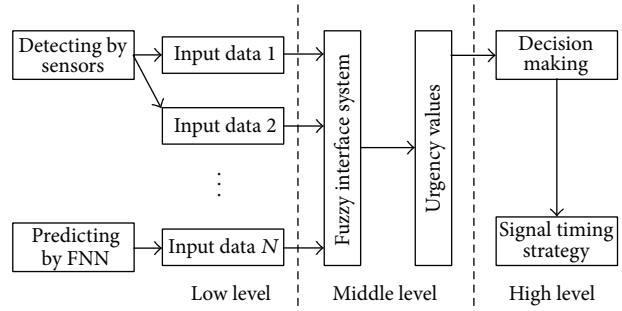 Detecting by
sensors
Input data 1
Input data 2
⋮
Predicting
by FNN
Input data N
Fuzzy interface system
Urgency values
Decision
making
Signal timing
strategy
Low level
Middle level
High level